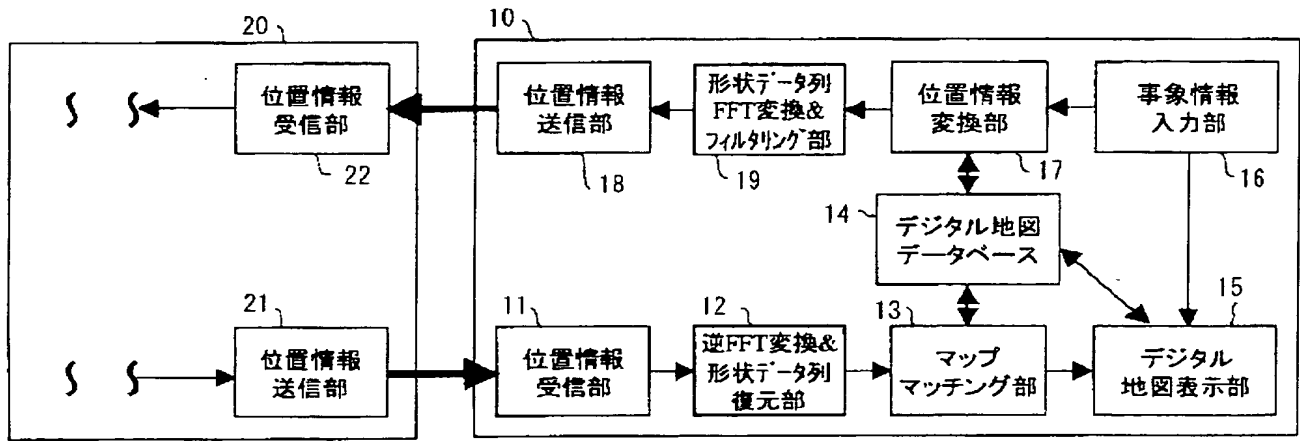 20
10
位置情報
受信部
22
位置情報
送信部
18
形状データ列
FFT変換&
フィルタリング部
19
位置情報
変換部
17
事象情報
入力部
16
14
デジタル地図
データベース
21
位置情報
送信部
11
位置情報
受信部
12
逆FFT変換&
形状データ列
復元部
13
マップ
マッチング部
15
デジタル
地図表示部